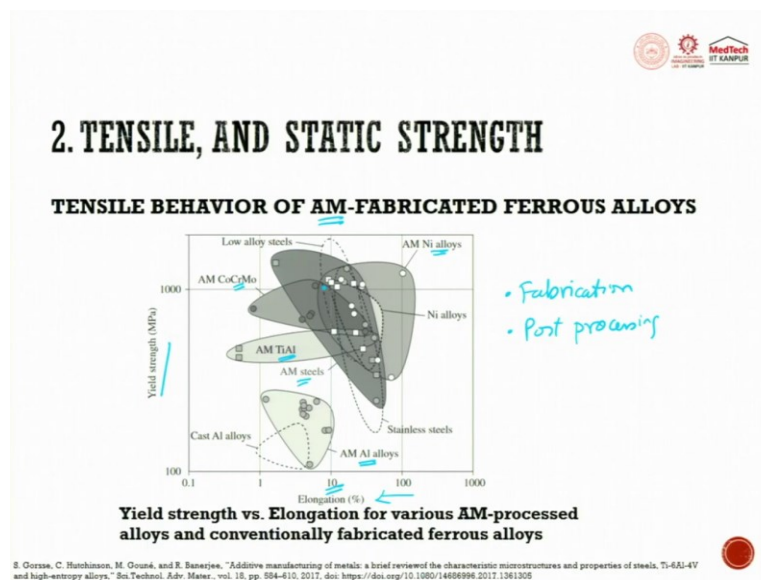 MedTech
IIT KANPUR
2. TENSILE, AND STATIC STRENGTH
TENSILE BEHAVIOR OF AM-FABRICATED FERROUS ALLOYS
Low alloy steels
AM Ni alloys
AM CoCrMo
1000
Ni alloys
• Fabrication
• Post processing
Yield strength (MPa)
AM TiAl
AM steels
Stainless steels
Cast Al alloys
AM Al alloys
100
0.1
1
10
100
1000
Elongation (%)
Yield strength vs. Elongation for various AM-processed
alloys and conventionally fabricated ferrous alloys
S. Gorsse, C. Hutchinson, M. Gouné, and R. Banerjee, "Additive manufacturing of metals: a brief reviewof the characteristic microstructures and properties of steels, Ti-6Al-4V
and high-entropy alloys," Sci.Technol. Adv. Mater., vol. 18, pp. 584–610, 2017, doi: https://doi.org/10.1080/14686996.2017.1361305